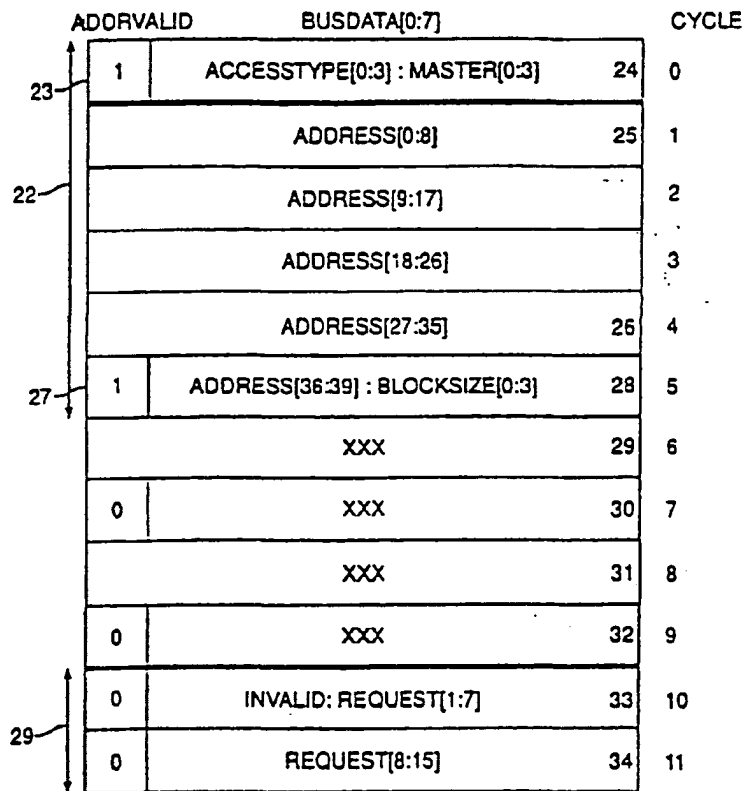 ADDRVALID BUSDATA[0:7] CYCLE
23 1 ACCESSTYPE[0:3] : MASTER[0:3] 24 0
ADDRESS[0:8] 25 1
22 ADDRESS[9:17] 2
ADDRESS[18:26] 3
ADDRESS[27:35] 26 4
27 1 ADDRESS[36:39] : BLOCKSIZE[0:3] 28 5
XXX 29 6
0 XXX 30 7
XXX 31 8
0 XXX 32 9
0 INVALID: REQUEST[1:7] 33 10
29 0 REQUEST[8:15] 34 11